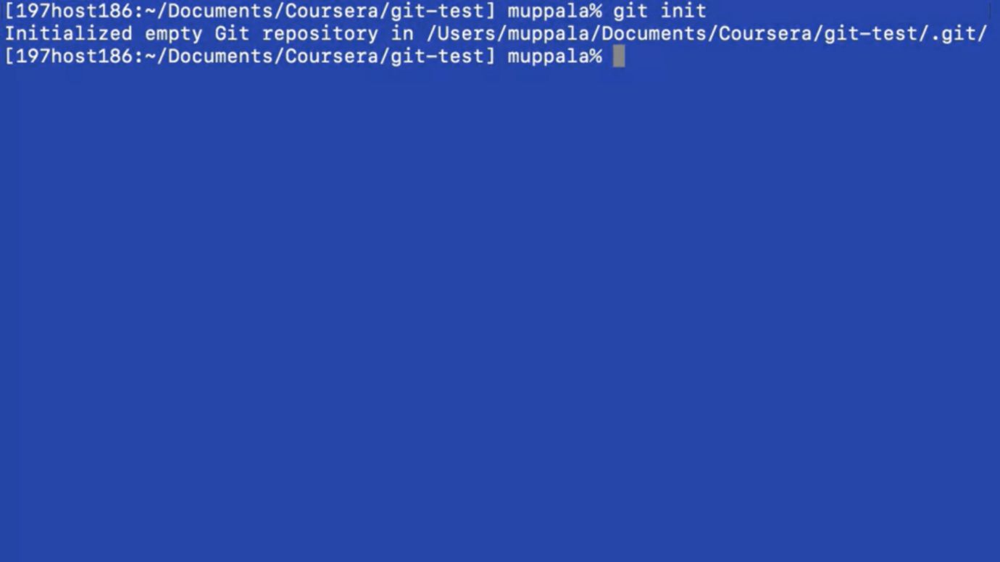 [197host186:~/Documents/Coursera/git-test] muppala% git init
Initialized empty Git repository in /Users/muppala/Documents/Coursera/git-test/.git/
[197host186:~/Documents/Coursera/git-test] muppala%